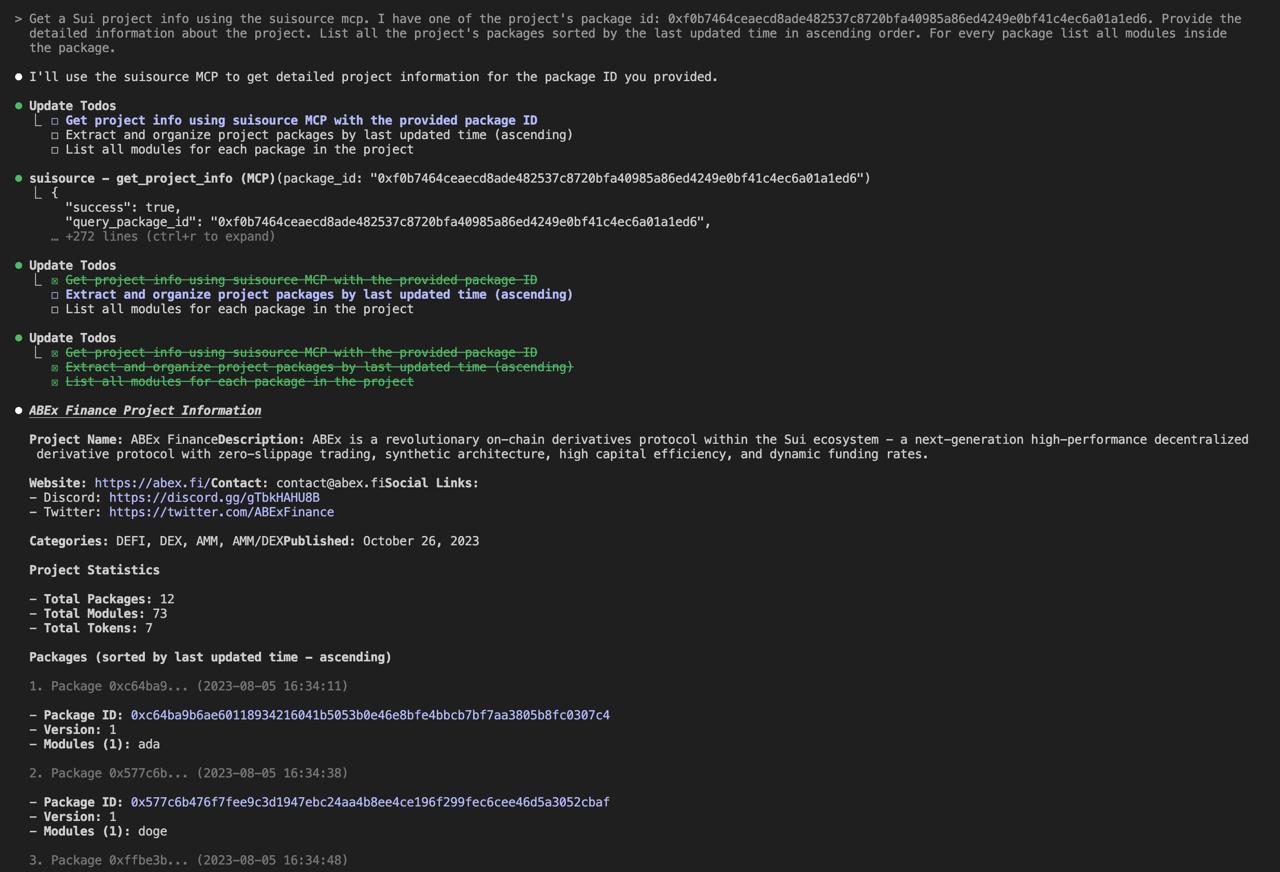 > Get a Sui project info using the suisource mcp. I have one of the project's package id: 0xf0b7464ceaecd8ade482537c8720bfa40985a86ed4249e0bf41c4ec6a01a1ed6. Provide the
detailed information about the project. List all the project's packages sorted by the last updated time in ascending order. For every package list all modules inside
the package.
● I'll use the suisource MCP to get detailed project information for the package ID you provided.
● Update Todos
⎿ ☐ Get project info using suisource MCP with the provided package ID
☐ Extract and organize project packages by last updated time (ascending)
☐ List all modules for each package in the project
● suisource - get_project_info (MCP)(package_id: "0xf0b7464ceaecd8ade482537c8720bfa40985a86ed4249e0bf41c4ec6a01a1ed6")
⎿ {
"success": true,
"query_package_id": "0xf0b7464ceaecd8ade482537c8720bfa40985a86ed4249e0bf41c4ec6a01a1ed6",
… +272 lines (ctrl+r to expand)
● Update Todos
⎿ ☒ Get project info using suisource MCP with the provided package ID
☐ Extract and organize project packages by last updated time (ascending)
☐ List all modules for each package in the project
● Update Todos
⎿ ☒ Get project info using suisource MCP with the provided package ID
☒ Extract and organize project packages by last updated time (ascending)
☒ List all modules for each package in the project
● ABEx Finance Project Information
Project Name: ABEx FinanceDescription: ABEx is a revolutionary on-chain derivatives protocol within the Sui ecosystem - a next-generation high-performance decentralized
derivative protocol with zero-slippage trading, synthetic architecture, high capital efficiency, and dynamic funding rates.
Website: https://abex.fi/Contact: contact@abex.fiSocial Links:
- Discord: https://discord.gg/gTbkHAHU8B
- Twitter: https://twitter.com/ABExFinance
Categories: DEFI, DEX, AMM, AMM/DEXPublished: October 26, 2023
Project Statistics
- Total Packages: 12
- Total Modules: 73
- Total Tokens: 7
Packages (sorted by last updated time - ascending)
1. Package 0xc64ba9... (2023-08-05 16:34:11)
- Package ID: 0xc64ba9b6ae60118934216041b5053b0e46e8bfe4bbcb7bf7aa3805b8fc0307c4
- Version: 1
- Modules (1): ada
2. Package 0x577c6b... (2023-08-05 16:34:38)
- Package ID: 0x577c6b476f7fee9c3d1947ebc24aa4b8ee4ce196f299fec6cee46d5a3052cbaf
- Version: 1
- Modules (1): doge
3. Package 0xffbe3b... (2023-08-05 16:34:48)